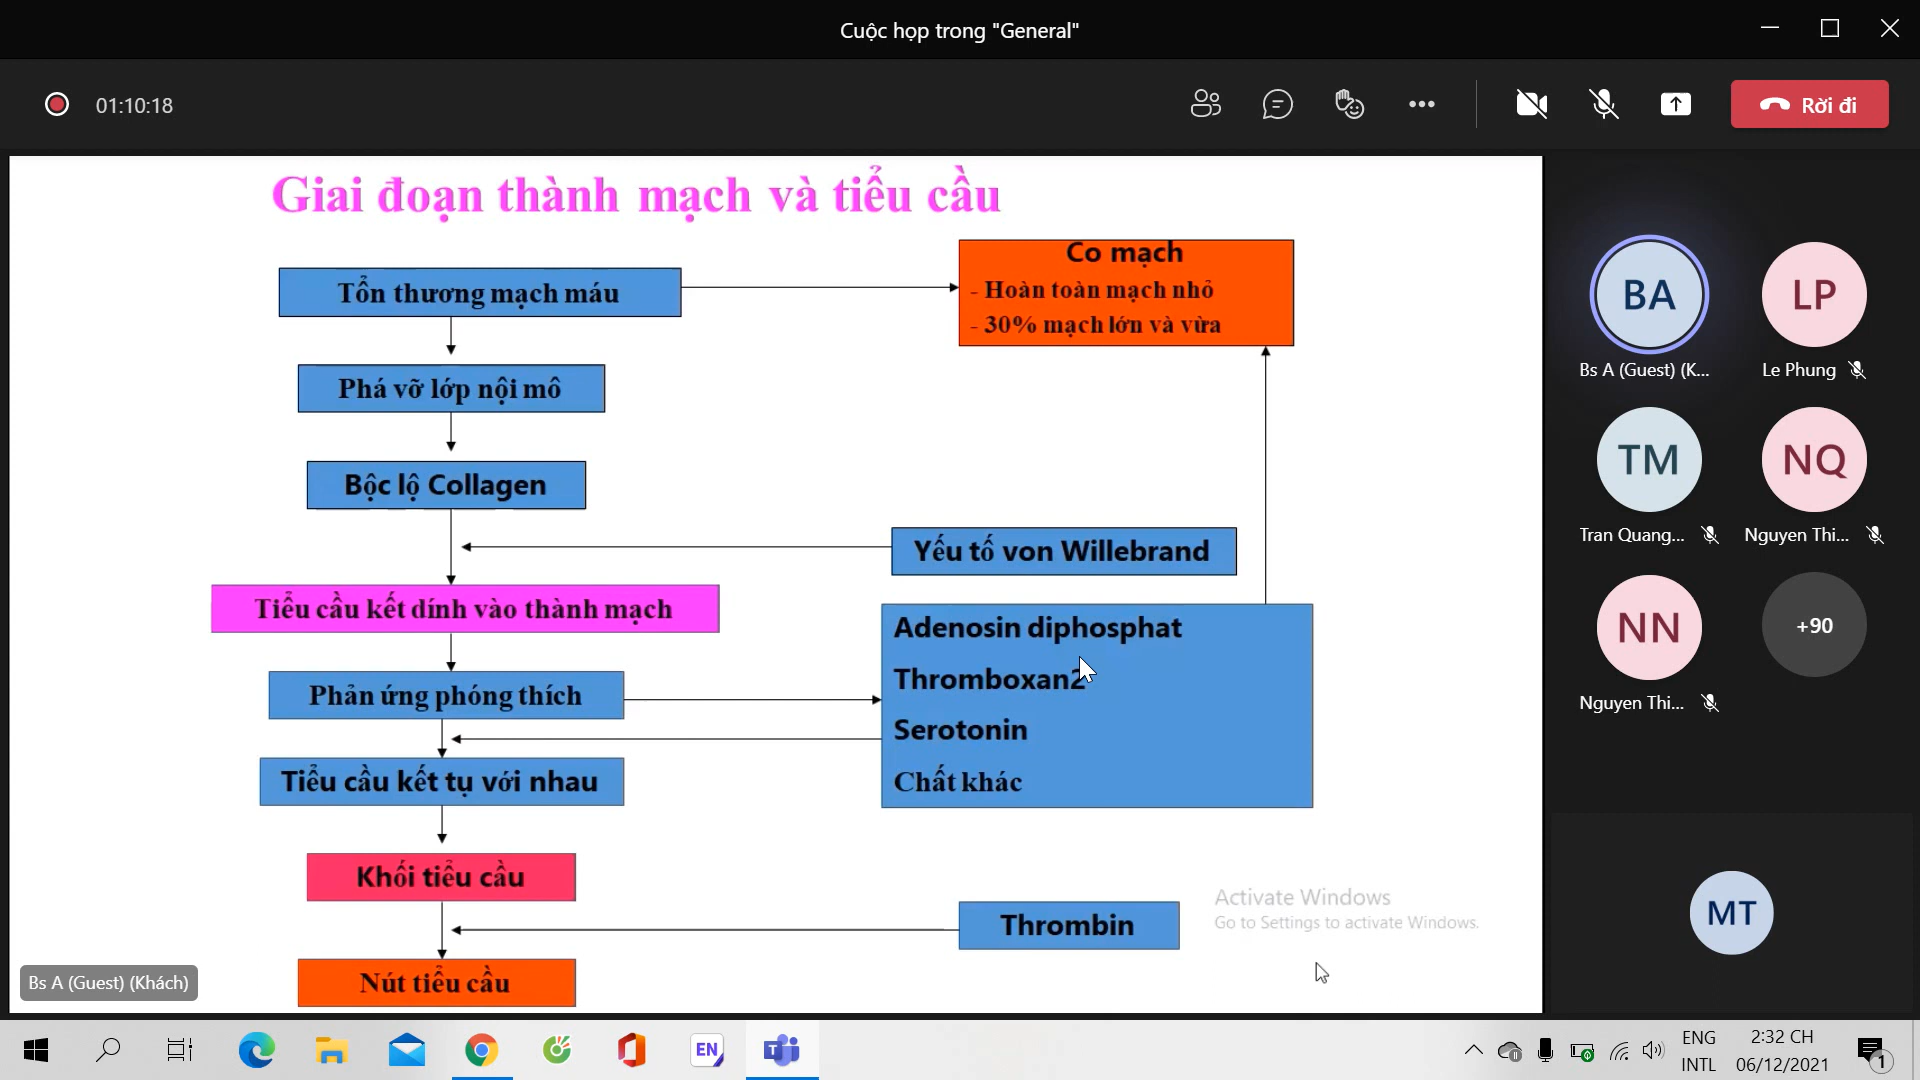 Cuộc họp trong "General"
01:10:18
Rời đi
Giai đoạn thành mạch và tiểu cầu
Tổn thương mạch máu
Co mạch
- Hoàn toàn mạch nhỏ
- 30% mạch lớn và vừa
Phá vỡ lớp nội mô
Bộc lộ Collagen
Yếu tố von Willebrand
Tiểu cầu kết dính vào thành mạch
Adenosin diphosphat
Thromboxan2
Serotonin
Chất khác
Phản ứng phóng thích
Tiểu cầu kết tụ với nhau
Khối tiểu cầu
Thrombin
Nút tiểu cầu
Activate Windows
Go to Settings to activate Windows.
Bs A (Guest) (Khách)
BA
Bs A (Guest) (K...
LP
Le Phung
TM
Tran Quang...
NQ
Nguyen Thi...
NN
Nguyen Thi...
+90
MT
EN
T
ENG
INTL
2:32 CH
06/12/2021
1